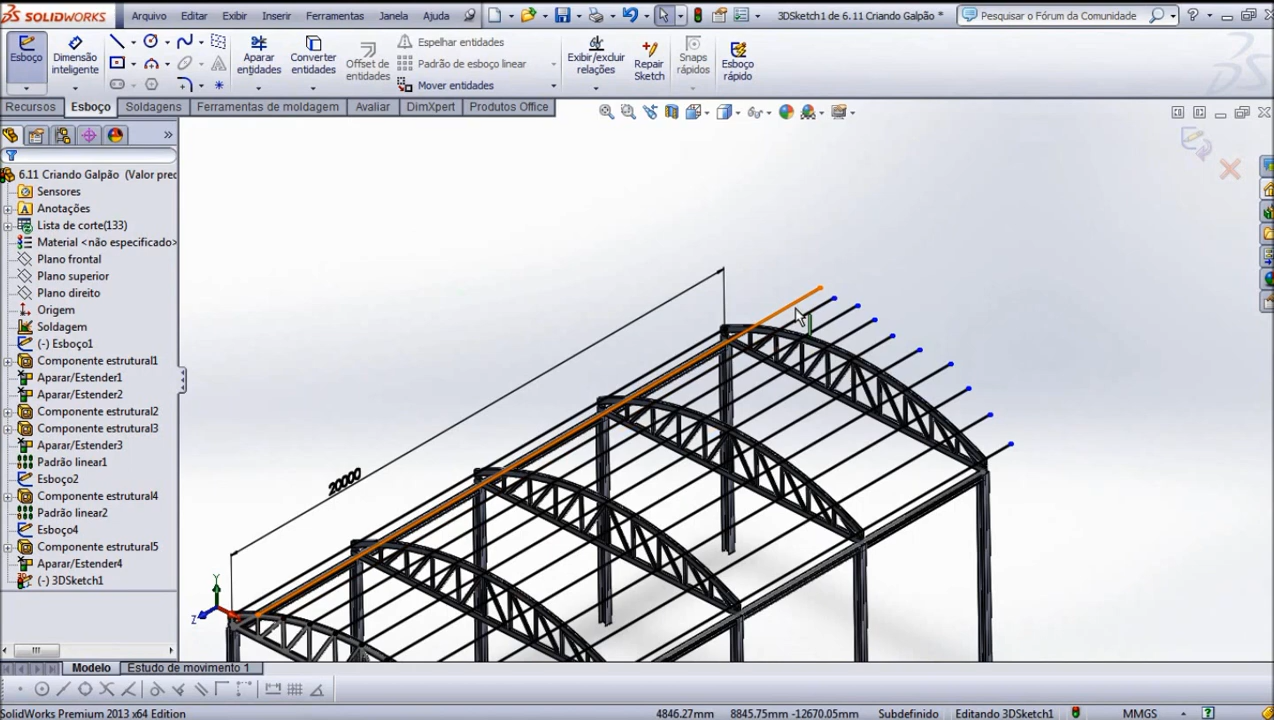 SOLIDWORKS Arquivo Editar Exibir Inserir Ferramentas Janela Ajuda 3DSketch1 de 6.11 Criando Galpão * Pesquisar o Fórum da Comunidade
Esboço Dimensão inteligente Aparar entidades Converter entidades Offset de entidades Espelhar entidades Padrão de esboço linear Mover entidades Exibir/excluir relações Repair Sketch Snaps rápidos Esboço rápido
Recursos Esboço Soldagens Ferramentas de moldagem Avaliar DimXpert Produtos Office
6.11 Criando Galpão (Valor prec
Sensores
Anotações
Lista de corte(133)
Material <não especificado>
Plano frontal
Plano superior
Plano direito
Origem
Soldagem
(-) Esboço1
Componente estrutural1
Aparar/Estender1
Aparar/Estender2
Componente estrutural2
Componente estrutural3
Aparar/Estender3
Padrão linear1
Esboço2
Componente estrutural4
Padrão linear2
Esboço4
Componente estrutural5
Aparar/Estender4
(-) 3DSketch1
20000
Y
Z
Modelo Estudo de movimento 1
SolidWorks Premium 2013 x64 Edition 4846.27mm 8845.75mm -12670.05mm Subdefinido Editando 3DSketch1 MMGS